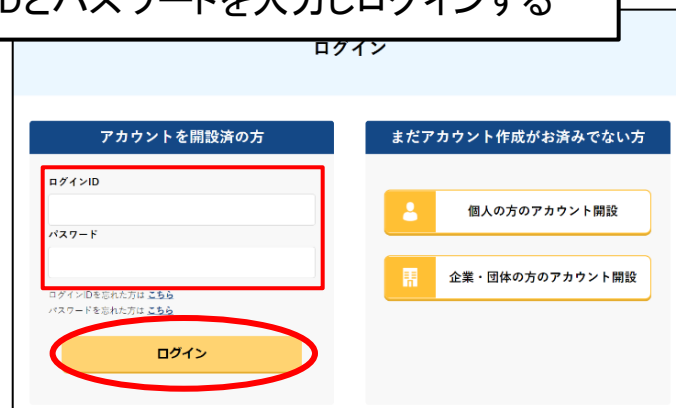 Dとパスワードを入力しログインする
ログイン
アカウントを開設済の方
ログインID
パスワード
ログインIDを忘れた方は こちら
パスワードを忘れた方は こちら
ログイン
まだアカウント作成がお済みでない方
個人の方のアカウント開設
企業・団体の方のアカウント開設